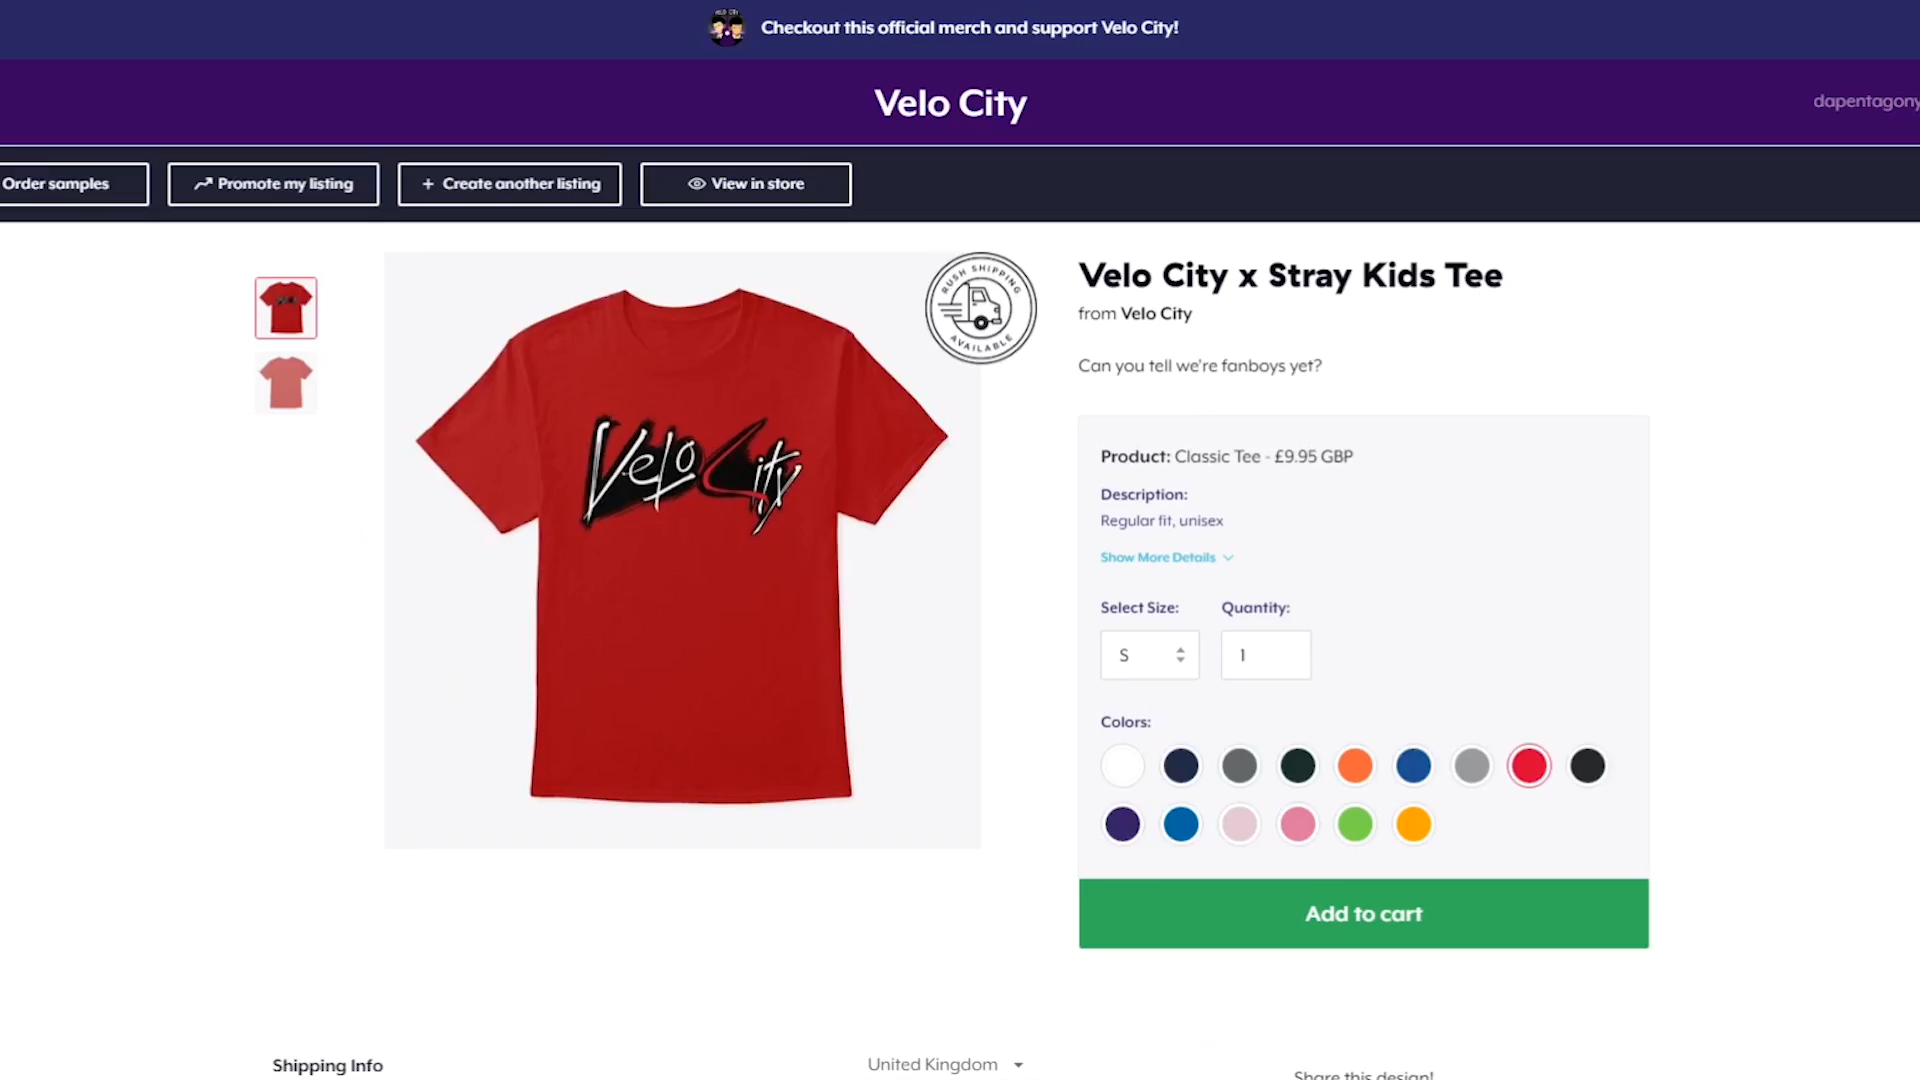 VELO CITY
Checkout this official merch and support Velo City!
Velo City
dapentagony
Order samples
Promote my listing
+ Create another listing
View in store
RUSH SHIPPING
AVAILABLE
Velo City
Velo City x Stray Kids Tee
from Velo City
Can you tell we're fanboys yet?
Product: Classic Tee - £9.95 GBP
Description:
Regular fit, unisex
Show More Details
Select Size:
Quantity:
S
1
Colors:
Add to cart
Shipping Info
United Kingdom
Share this design!